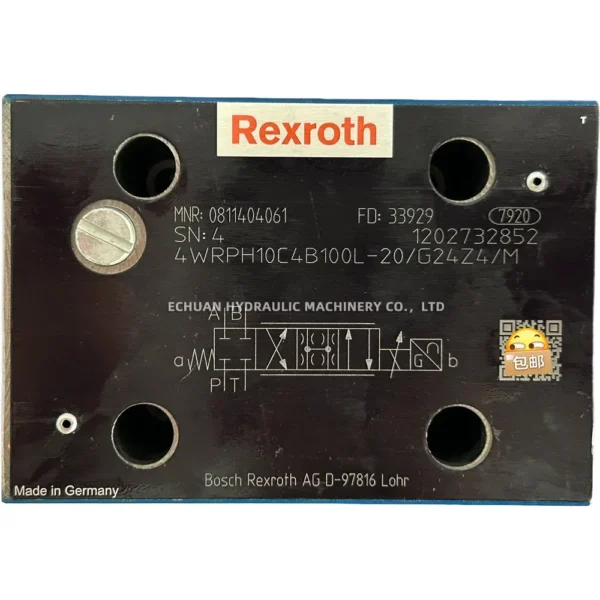 Rexroth
T
MNR: 0811404061 FD: 33929 7920
SN: 4 1202732852
4WRPH10C4B100L-20/G24Z4/M
ECHUAN HYDRAULIC MACHINERY CO., LTD
A B
a G b
P T
包邮
Bosch Rexroth AG D-97816 Lohr
Made in Germany